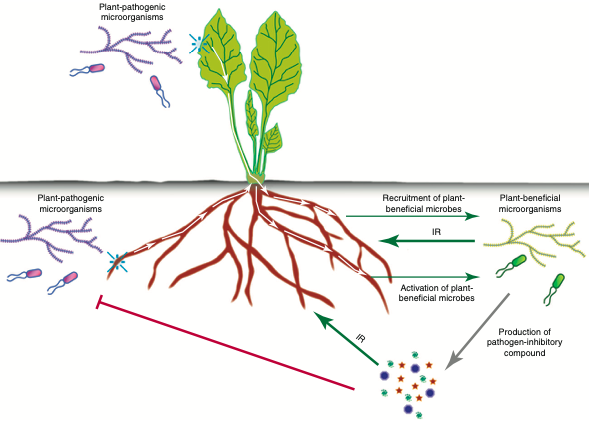 Plant-pathogenic
microorganisms
Plant-pathogenic
microorganisms
Recruitment of plant-
beneficial microbes
Plant-beneficial
microorganisms
IR
Activation of plant-
beneficial microbes
Production of
pathogen-inhibitory
compound
IR